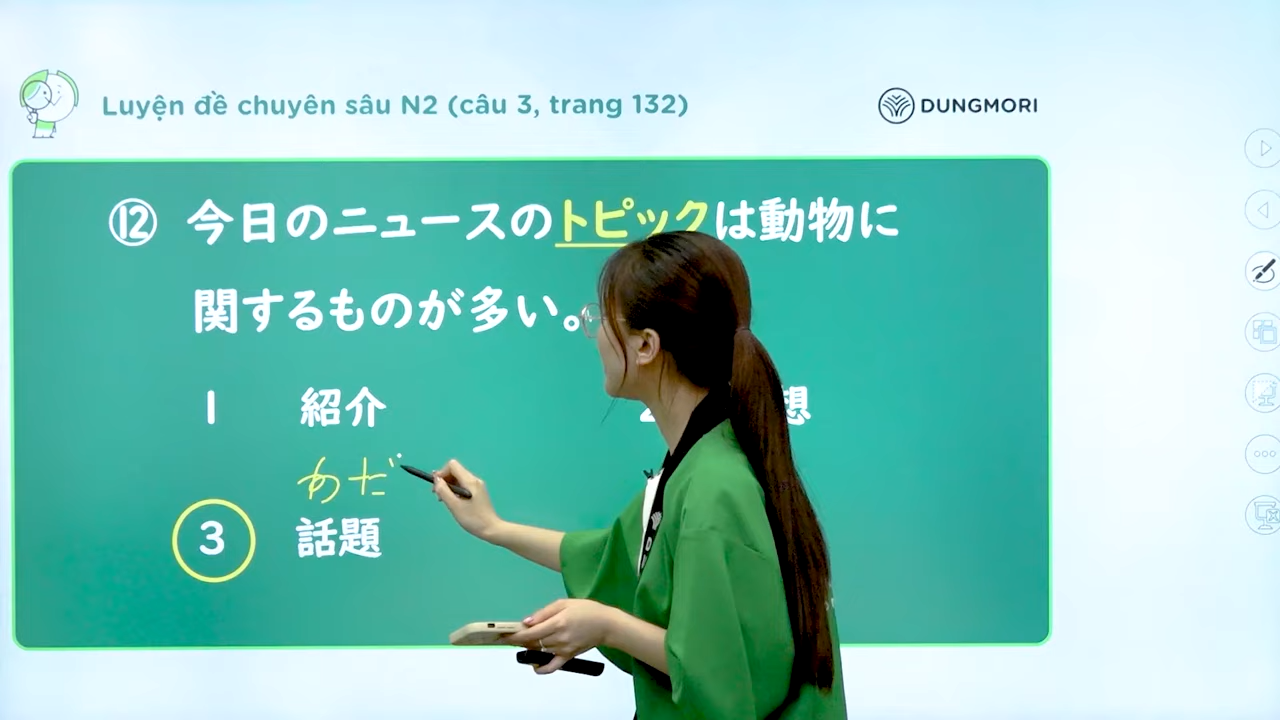 Luyện đề chuyên sâu N2 (câu 3, trang 132)
DUNGMORI
⑫ 今日のニュースのトピックは動物に
関するものが多い。
1 紹介
想
わだ
3 話題